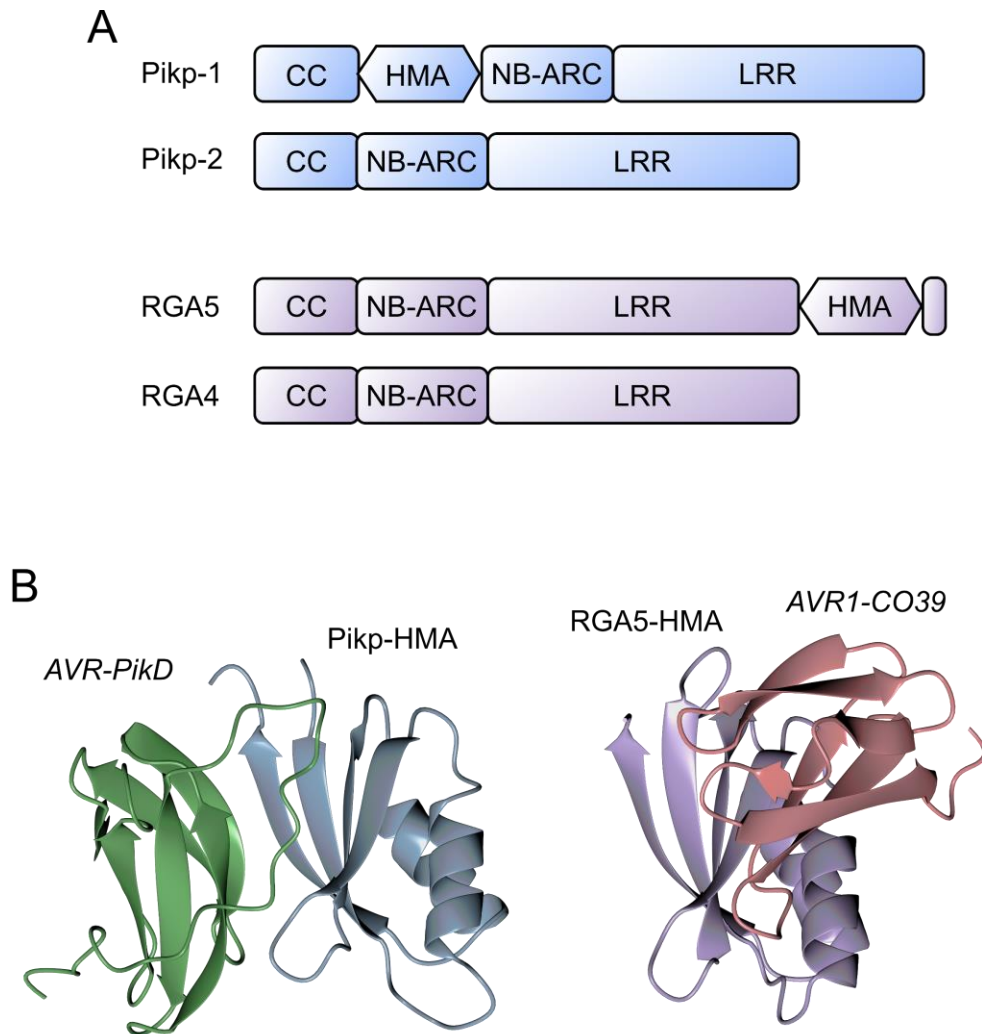 A
Pikp-1 CC HMA NB-ARC LRR
Pikp-2 CC NB-ARC LRR
RGA5 CC NB-ARC LRR HMA
RGA4 CC NB-ARC LRR
B
AVR-PikD Pikp-HMA RGA5-HMA AVR1-CO39